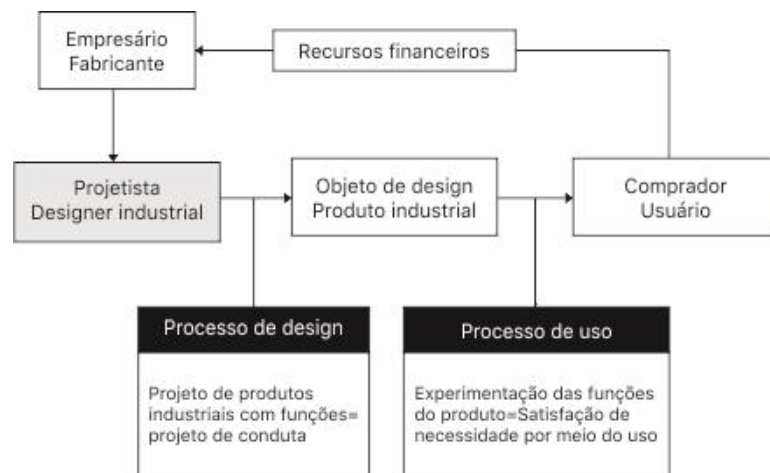 Empresário
Fabricante
Recursos financeiros
Projetista
Designer industrial
Objeto de design
Produto industrial
Comprador
Usuário
Processo de design
Projeto de produtos
industriais com funções=
projeto de conduta
Processo de uso
Experimentação das funções
do produto=Satisfação de
necessidade por meio do uso